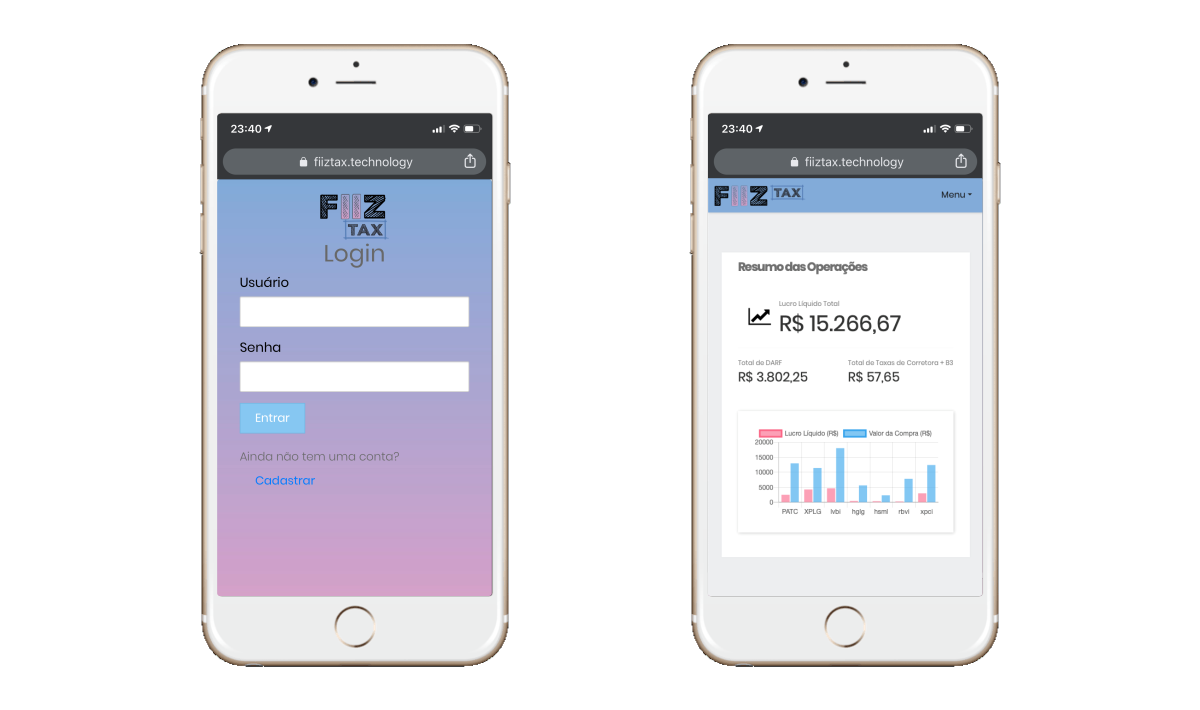 23:40
fiiztax.technology
FIIZ
TAX
Login
Usuário
Senha
Entrar
Ainda não tem uma conta?
Cadastrar
23:40
fiiztax.technology
FIIZ TAX
Menu
Resumo das Operações
Lucro Líquido Total
R$ 15.266,67
Total de DARF
R$ 3.802,25
Total de Taxas de Corretora + B3
R$ 57,65
Lucro Líquido (R$) Valor da Compra (R$)
20000
15000
10000
5000
0
PATC XPLG lvbi hglg hsml rbvi xpci